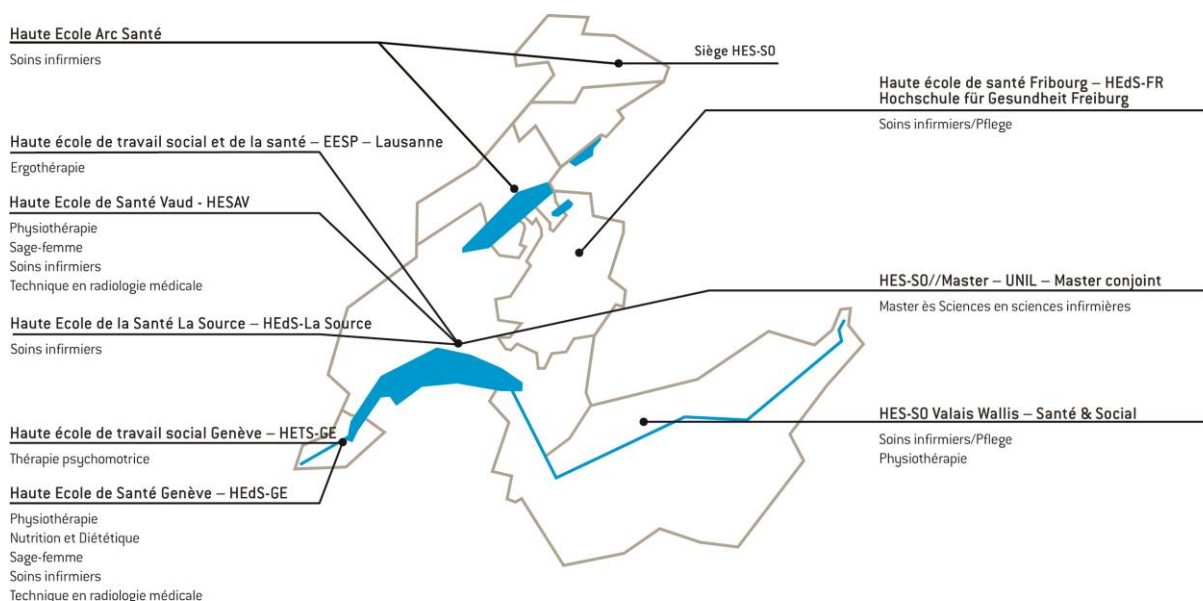 Haute Ecole Arc Santé
Soins infirmiers
Haute école de travail social et de la santé – EESP – Lausanne
Ergothérapie
Haute Ecole de Santé Vaud - HESAV
Physiothérapie
Sage-femme
Soins infirmiers
Technique en radiologie médicale
Haute Ecole de la Santé La Source – HEdS-La Source
Soins infirmiers
Haute école de travail social Genève – HETS-GE
Thérapie psychomotrice
Haute Ecole de Santé Genève – HEdS-GE
Physiothérapie
Nutrition et Diététique
Sage-femme
Soins infirmiers
Technique en radiologie médicale
Siège HES-SO
Haute école de santé Fribourg – HEdS-FR
Hochschule für Gesundheit Freiburg
Soins infirmiers/Pflege
HES-SO//Master – UNIL – Master conjoint
Master ès Sciences en sciences infirmières
HES-SO Valais Wallis – Santé & Social
Soins infirmiers/Pflege
Physiothérapie